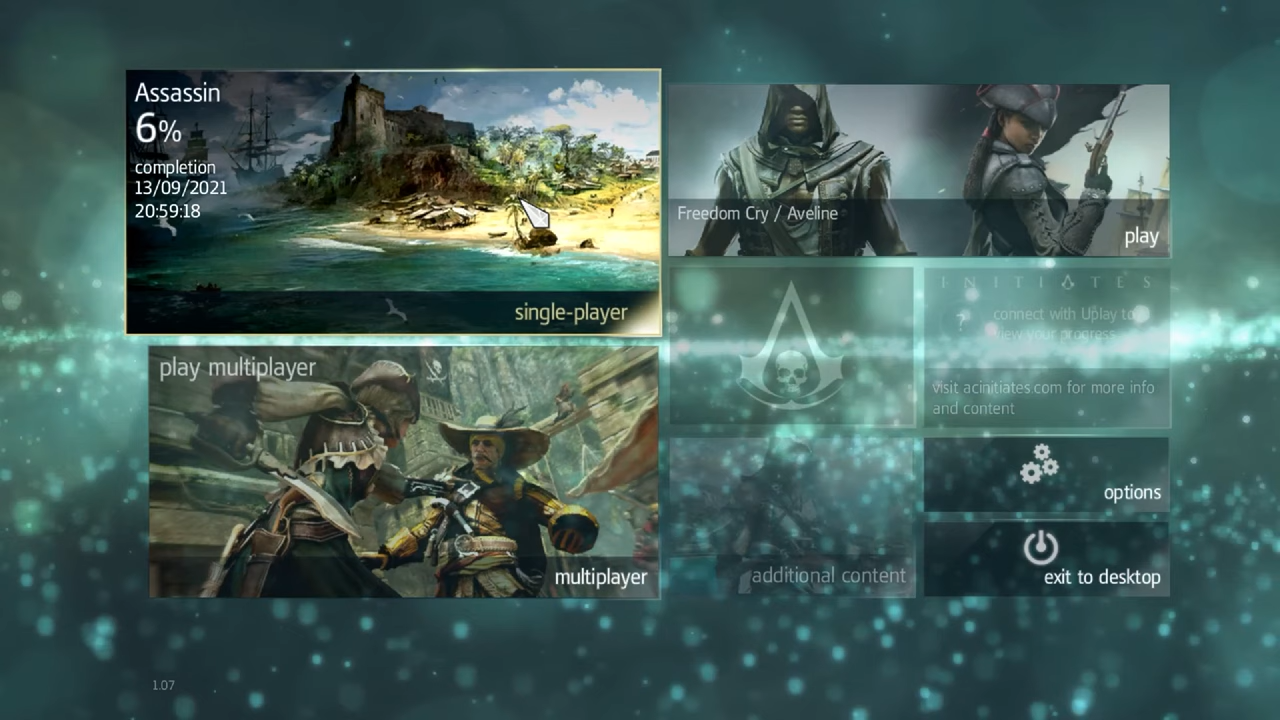 Assassin
6%
completion
13/09/2021
20:59:18
single-player
play multiplayer
multiplayer
Freedom Cry / Aveline
play
INITIATES
connect with Uplay to
view your progress
visit acinitiates.com for more info
and content
additional content
options
exit to desktop
1.07